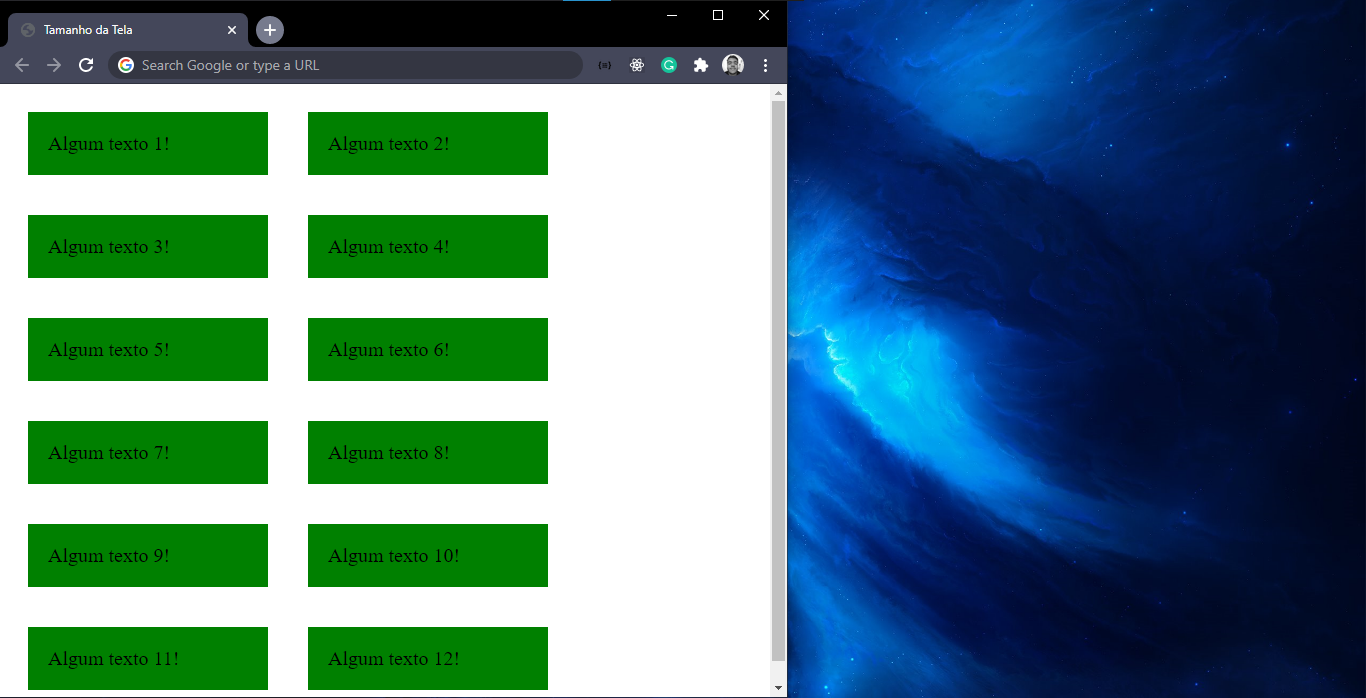 Tamanho da Tela
Search Google or type a URL
Algum texto 1! Algum texto 2!
Algum texto 3! Algum texto 4!
Algum texto 5! Algum texto 6!
Algum texto 7! Algum texto 8!
Algum texto 9! Algum texto 10!
Algum texto 11! Algum texto 12!